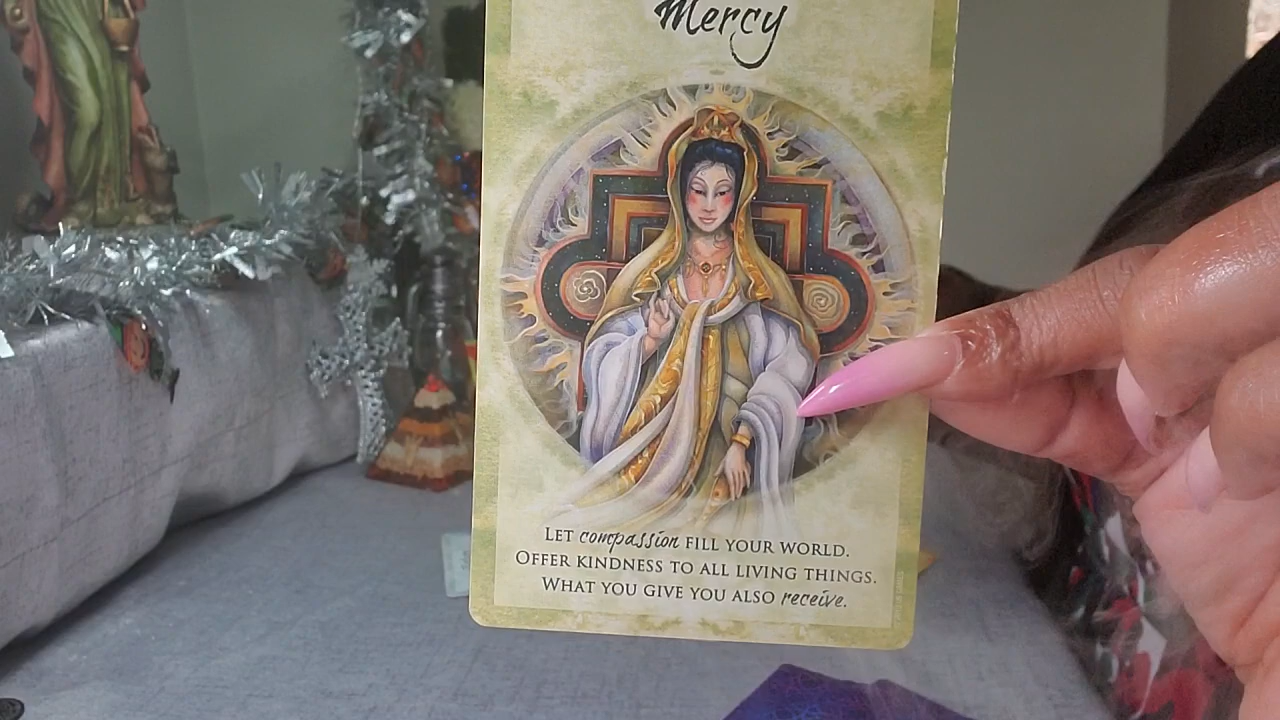 Mercy
LET compassion FILL YOUR WORLD.
OFFER KINDNESS TO ALL LIVING THINGS.
WHAT YOU GIVE YOU ALSO receive.